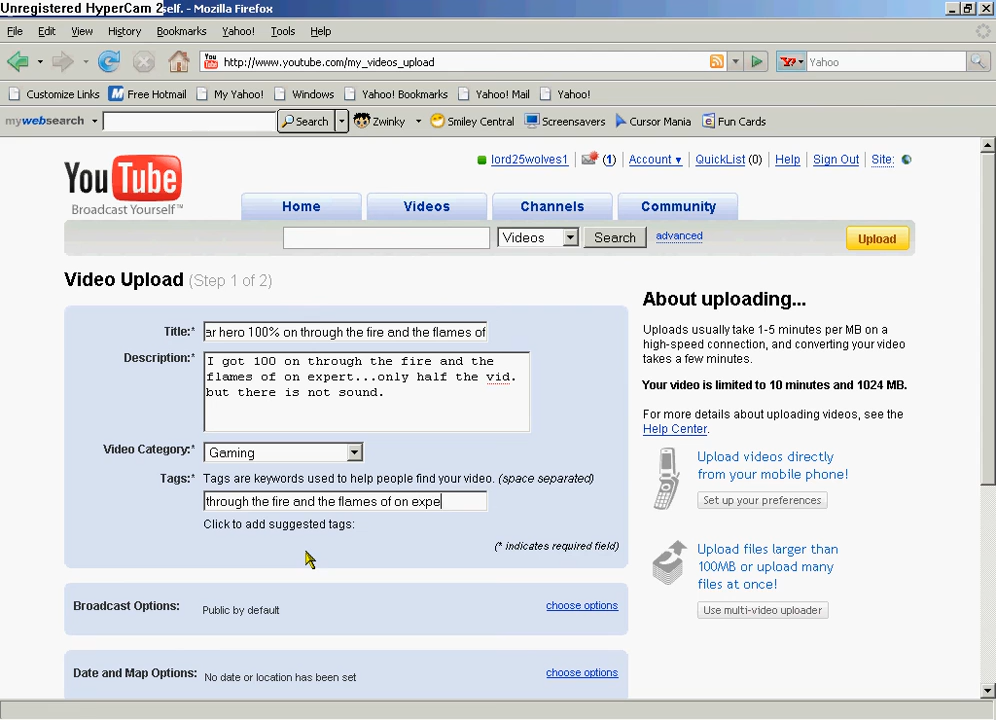 Unregistered HyperCam 2
self. - Mozilla Firefox
File Edit View History Bookmarks Yahoo! Tools Help
You Tube http://www.youtube.com/my_videos_upload Y! Yahoo
Customize Links Free Hotmail My Yahoo! Windows Yahoo! Bookmarks Yahoo! Mail Yahoo!
mywebsearch Search Zwinky Smiley Central Screensavers Cursor Mania Fun Cards
lord25wolves1 (1) Account QuickList (0) Help Sign Out Site:
You Tube
Broadcast Yourself™
Home Videos Channels Community
Videos Search advanced Upload
Video Upload (Step 1 of 2)
Title:* ar hero 100% on through the fire and the flames of
Description:* I got 100 on through the fire and the
flames of on expert...only half the vid.
but there is not sound.
Video Category:* Gaming
Tags:* Tags are keywords used to help people find your video. (space separated)
through the fire and the flames of on expe
Click to add suggested tags:
(* indicates required field)
Broadcast Options: Public by default choose options
Date and Map Options: No date or location has been set choose options
About uploading...
Uploads usually take 1-5 minutes per MB on a
high-speed connection, and converting your video
takes a few minutes.
Your video is limited to 10 minutes and 1024 MB.
For more details about uploading videos, see the
Help Center.
Upload videos directly
from your mobile phone!
Set up your preferences
Upload files larger than
100MB or upload many
files at once!
Use multi-video uploader